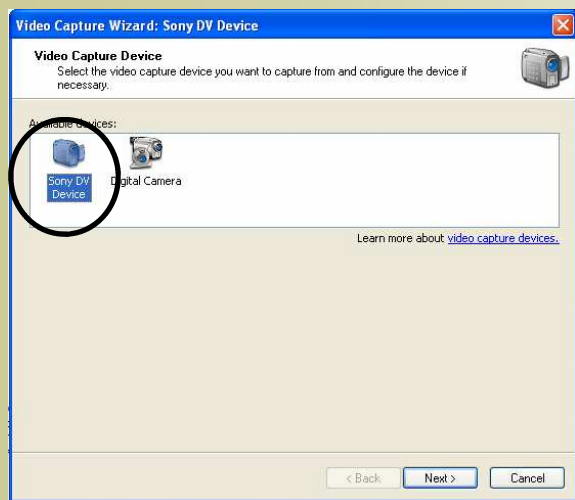 Video Capture Wizard: Sony DV Device
Video Capture Device
Select the video capture device you want to capture from and configure the device if
necessary.
Available devices:
Sony DV
Device
Digital Camera
Learn more about video capture devices.
< Back
Next >
Cancel